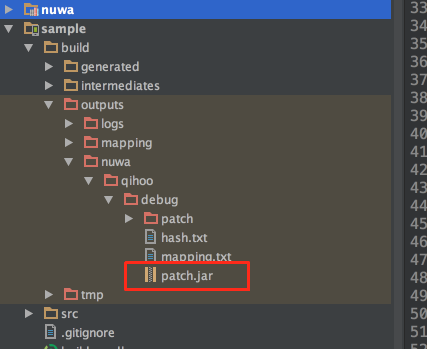 nuwa
sample
build
generated
intermediates
outputs
logs
mapping
nuwa
qihoo
debug
patch
hash.txt
mapping.txt
patch.jar
tmp
src
.gitignore
33
34
35
36
37
38
39
40
41
42
43
44
45
46
47
48
49
50
51
52